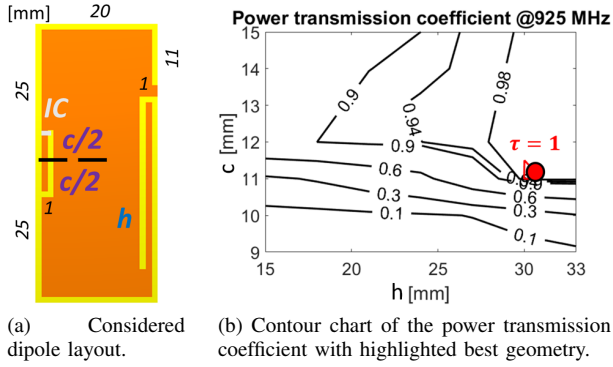 [mm]
20
11
25
1
IC
c/2
c/2
h
1
25
(a) Considered
dipole layout.
Power transmission coefficient @925 MHz
15
14
13
12
11
10
9
c [mm]
0.9
0.94
0.98
0.9
τ = 1
0.6
0.6
0.3
0.3
0.1
0.1
15
20
25
30
33
h [mm]
(b) Contour chart of the power transmission
coefficient with highlighted best geometry.